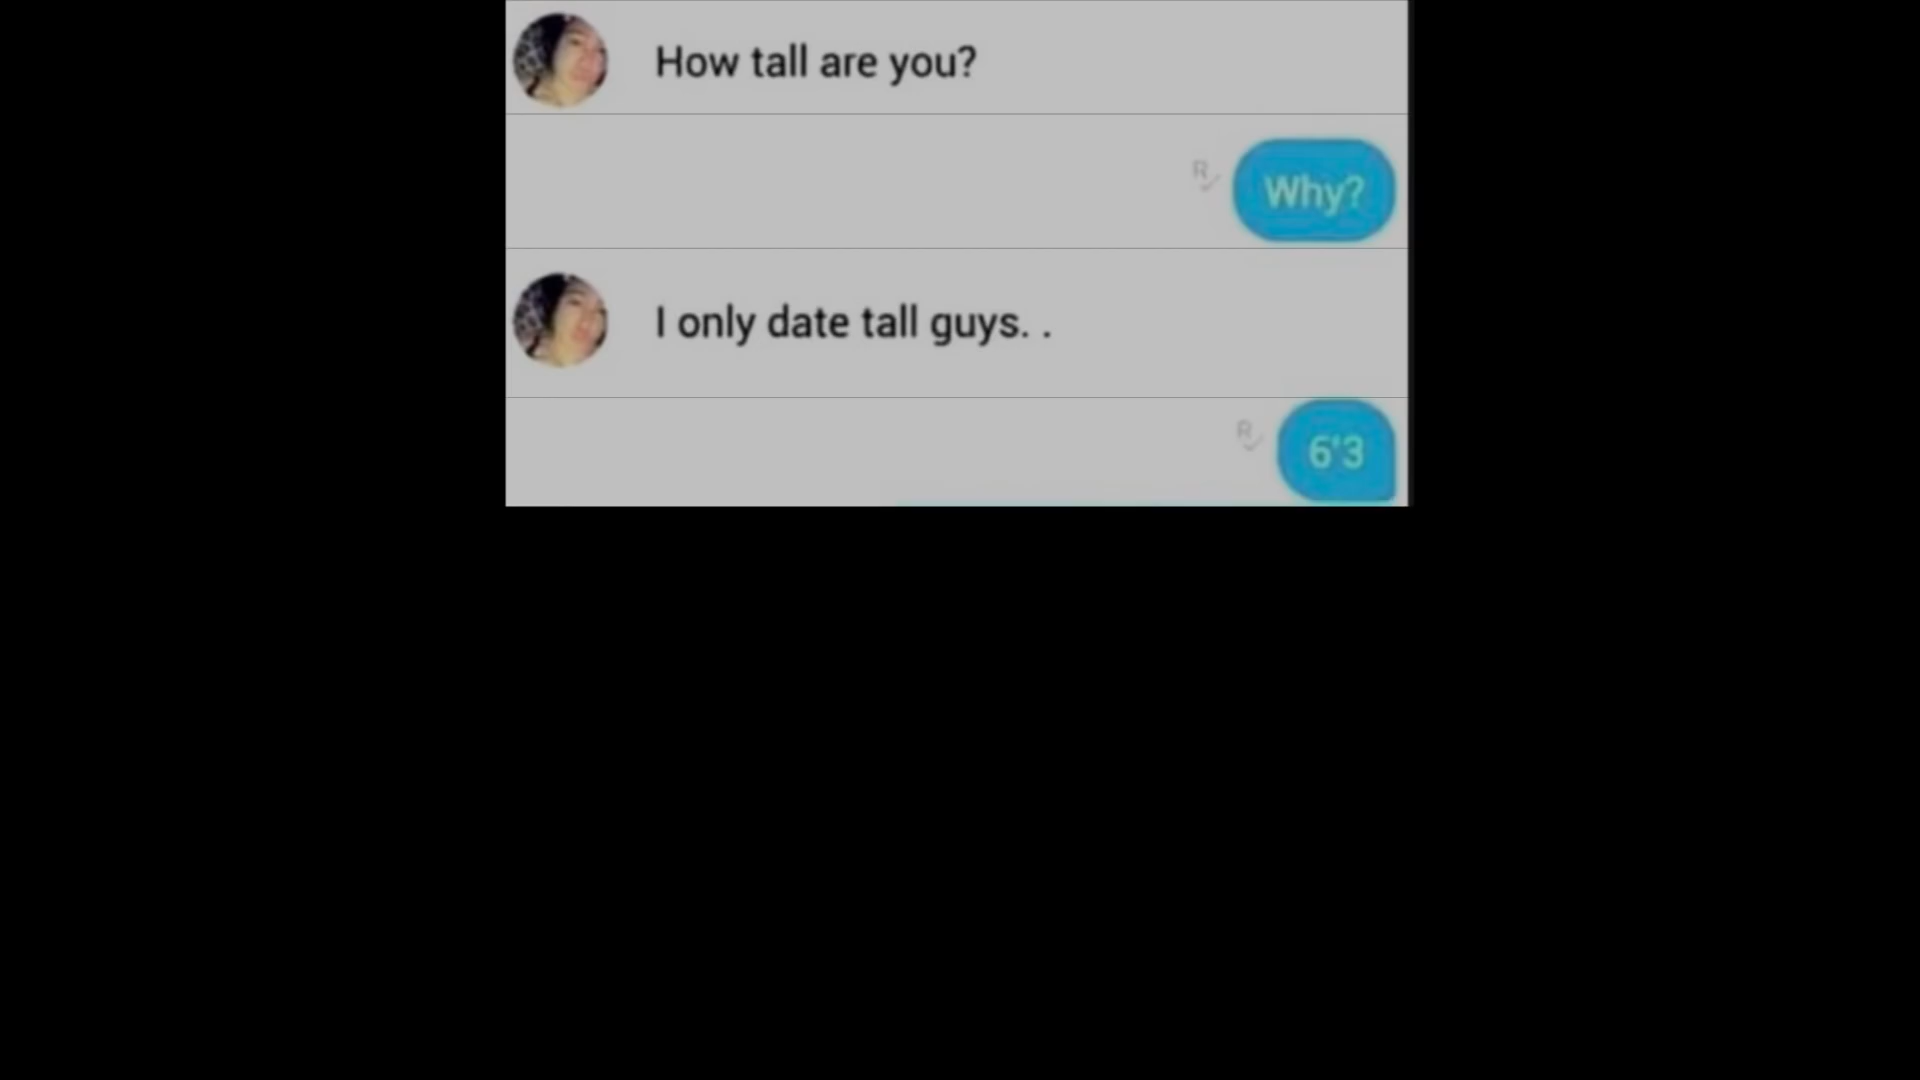 How tall are you?
R
Why?
I only date tall guys. .
R
6'3